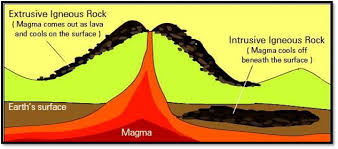 Extrusive Igneous Rock
( Magma comes out as lava
and cools on the surface )
Intrusive Igneous Rock
( Magma cools off
beneath the surface )
Earth's surface
Magma